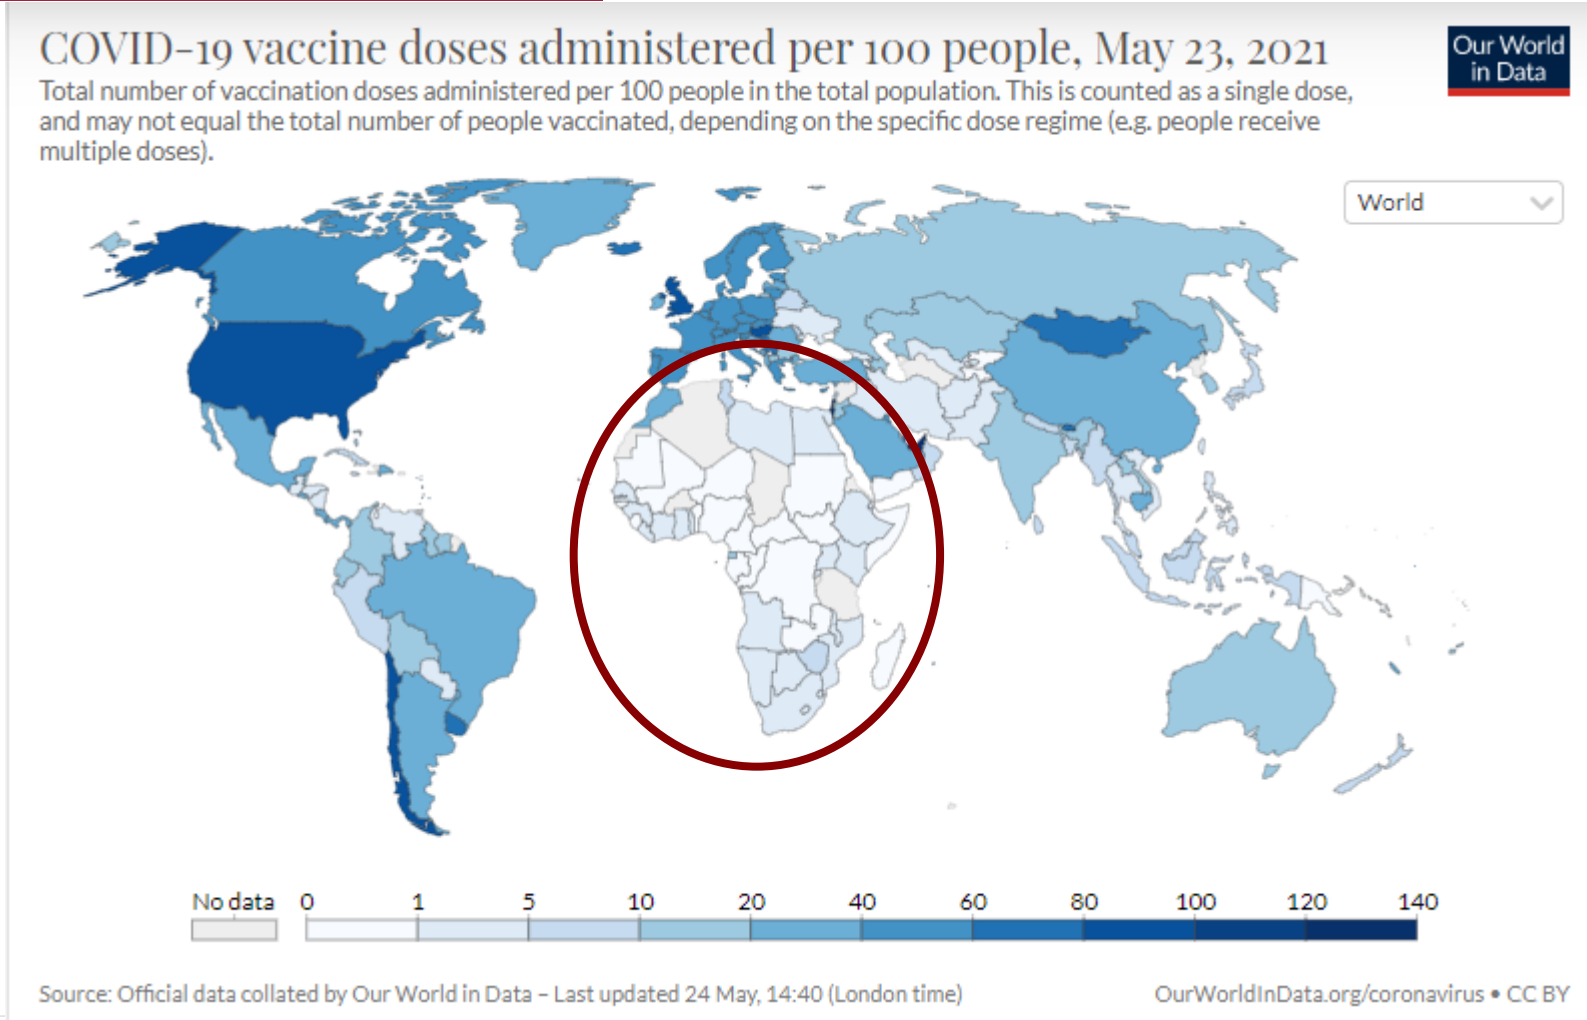 COVID-19 vaccine doses administered per 100 people, May 23, 2021
Our World
in Data
Total number of vaccination doses administered per 100 people in the total population. This is counted as a single dose,
and may not equal the total number of people vaccinated, depending on the specific dose regime (e.g. people receive
multiple doses).
World
No data 0 1 5 10 20 40 60 80 100 120 140
Source: Official data collated by Our World in Data – Last updated 24 May, 14:40 (London time)
OurWorldInData.org/coronavirus • CC BY